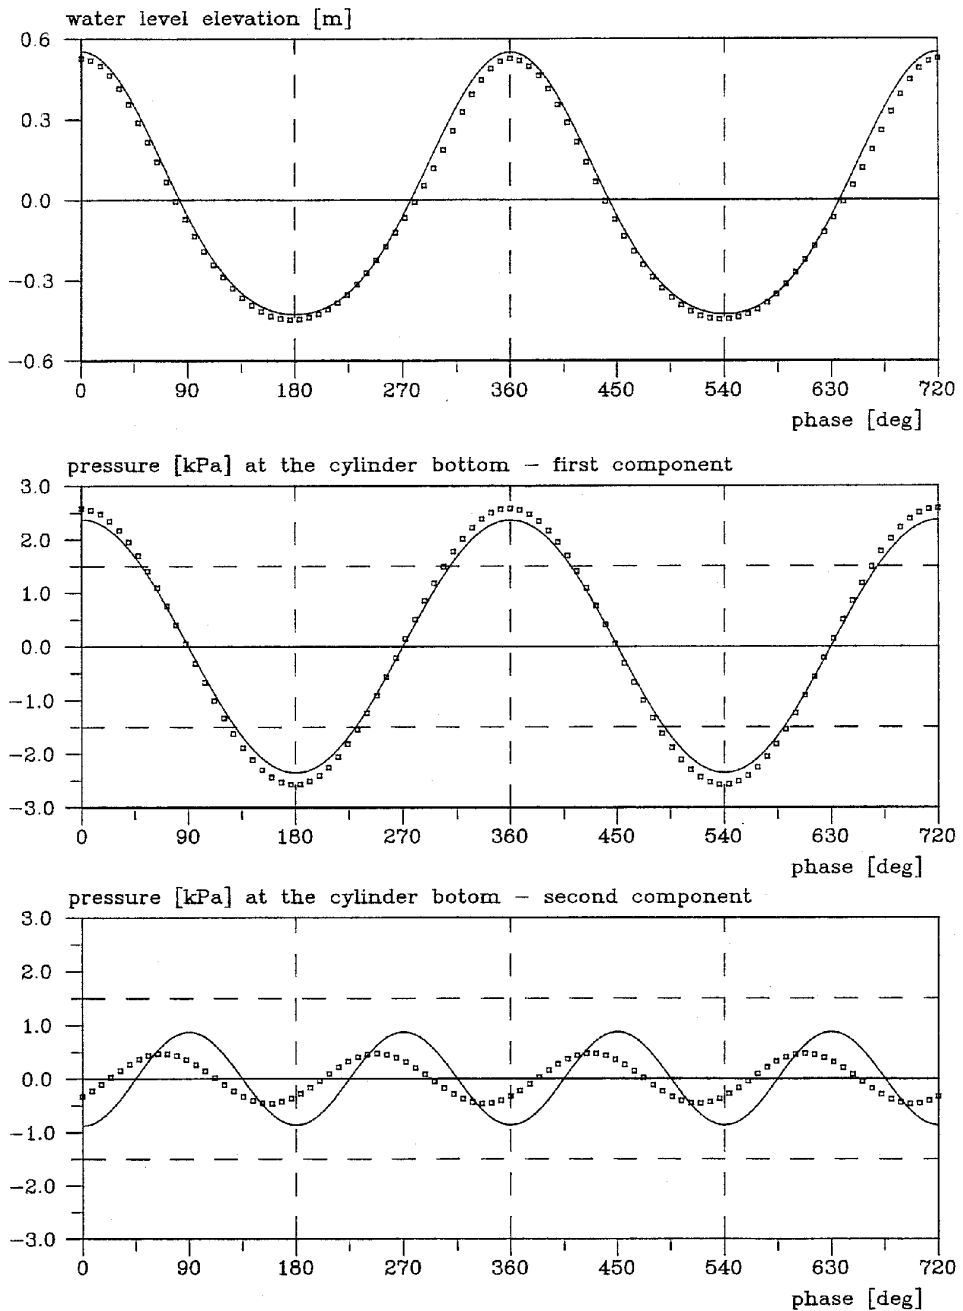 water level elevation [m]
0.6
0.3
0.0
−0.3
−0.6
0 90 180 270 360 450 540 630 720
phase [deg]
pressure [kPa] at the cylinder bottom − first component
3.0
2.0
1.0
0.0
−1.0
−2.0
−3.0
0 90 180 270 360 450 540 630 720
phase [deg]
pressure [kPa] at the cylinder botom − second component
3.0
2.0
1.0
0.0
−1.0
−2.0
−3.0
0 90 180 270 360 450 540 630 720
phase [deg]